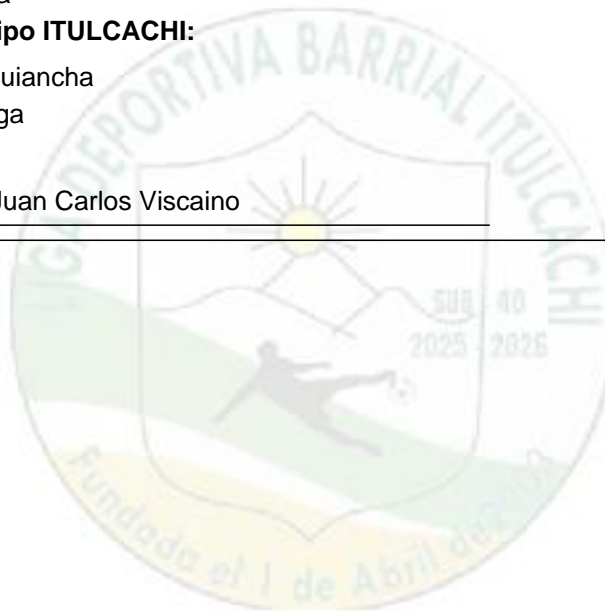 a
ipo ITULCACHI:
uiancha
ga
Juan Carlos Viscaino
LIGA DEPORTIVA BARRIAL ITULCACHI
SUB 40
2025 - 2026
Fundada el 1 de Abril de